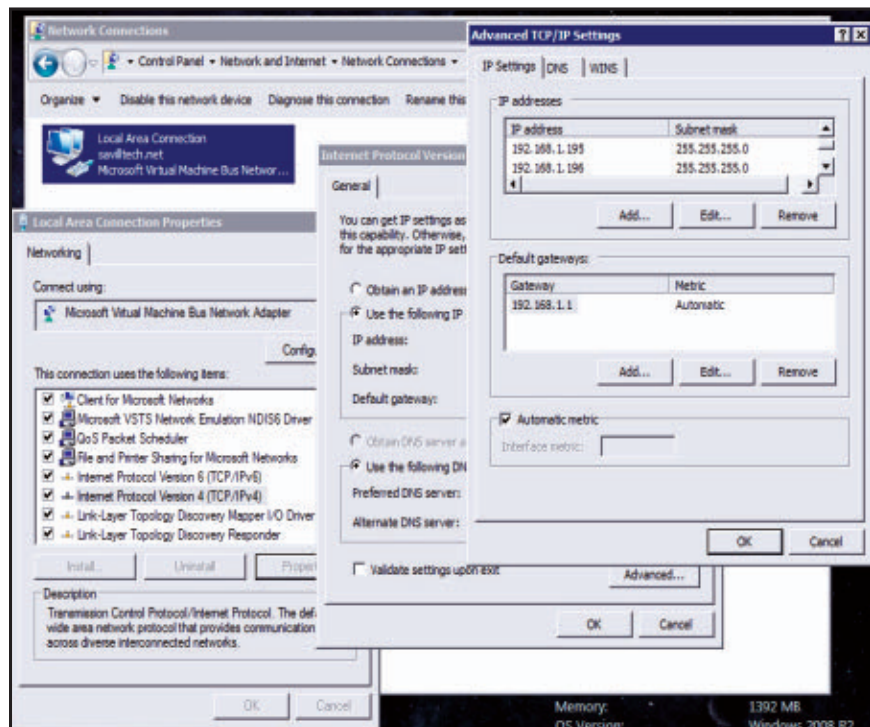 Network Connections
Control Panel
Network and Internet
Network Connections
Organize
Disable this network device
Diagnose this connection
Rename this
Local Area Connection
savilltech.net
Microsoft Virtual Machine Bus Networ...
Local Area Connection Properties
Networking
Connect using:
Microsoft Virtual Machine Bus Network Adapter
Config
This connection uses the following items:
Client for Microsoft Networks
Microsoft VSTS Network Emulation NDIS6 Driver
QoS Packet Scheduler
File and Printer Sharing for Microsoft Networks
Internet Protocol Version 6 (TCP/IPv6)
Internet Protocol Version 4 (TCP/IPv4)
Link-Layer Topology Discovery Mapper I/O Driver
Link-Layer Topology Discovery Responder
Install...
Uninstall
Propert
Description
Transmission Control Protocol/Internet Protocol. The def
wide area network protocol that provides communication
across diverse interconnected networks.
OK
Cancel
Internet Protocol Version
General
You can get IP settings as
this capability. Otherwise,
for the appropriate IP sett
Obtain an IP address
Use the following IP
IP address:
Subnet mask:
Default gateway:
Obtain DNS server a
Use the following DN
Preferred DNS server:
Alternate DNS server:
Validate settings upon exit
Advanced...
OK
Cancel
Advanced TCP/IP Settings
IP Settings
DNS
WINS
IP addresses
IP address
Subnet mask
192.168.1.195
255.255.255.0
192.168.1.196
255.255.255.0
Add...
Edit...
Remove
Default gateways:
Gateway
Metric
192.168.1.1
Automatic
Add...
Edit...
Remove
Automatic metric
Interface metric:
OK
Cancel
Memory:
1392 MB
OS Version:
Windows 2008 R2